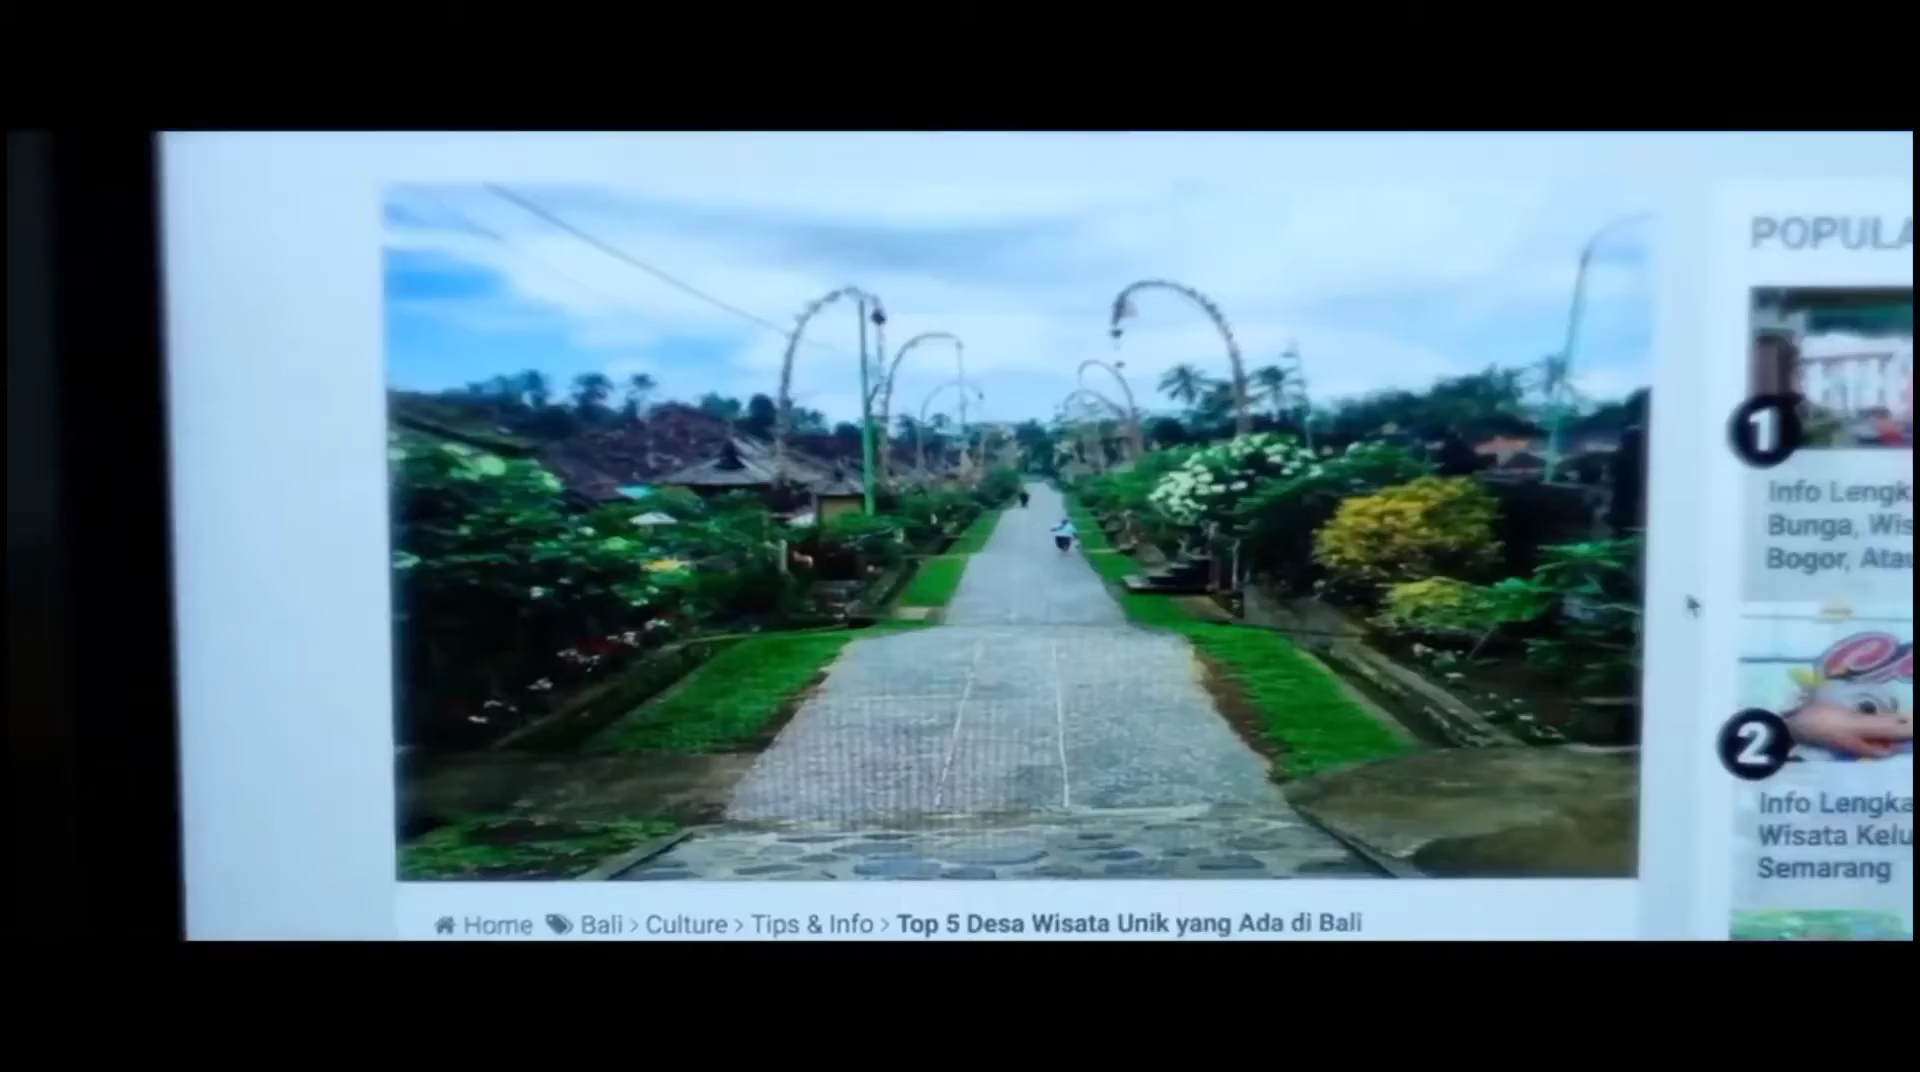 Info Lengk
Bunga, Wis
Bogor, Ata
1
2
Info Lengka
Wisata Kelu
Semarang
Home Bali > Culture > Tips & Info > Top 5 Desa Wisata Unik yang Ada di Bali
POPULA